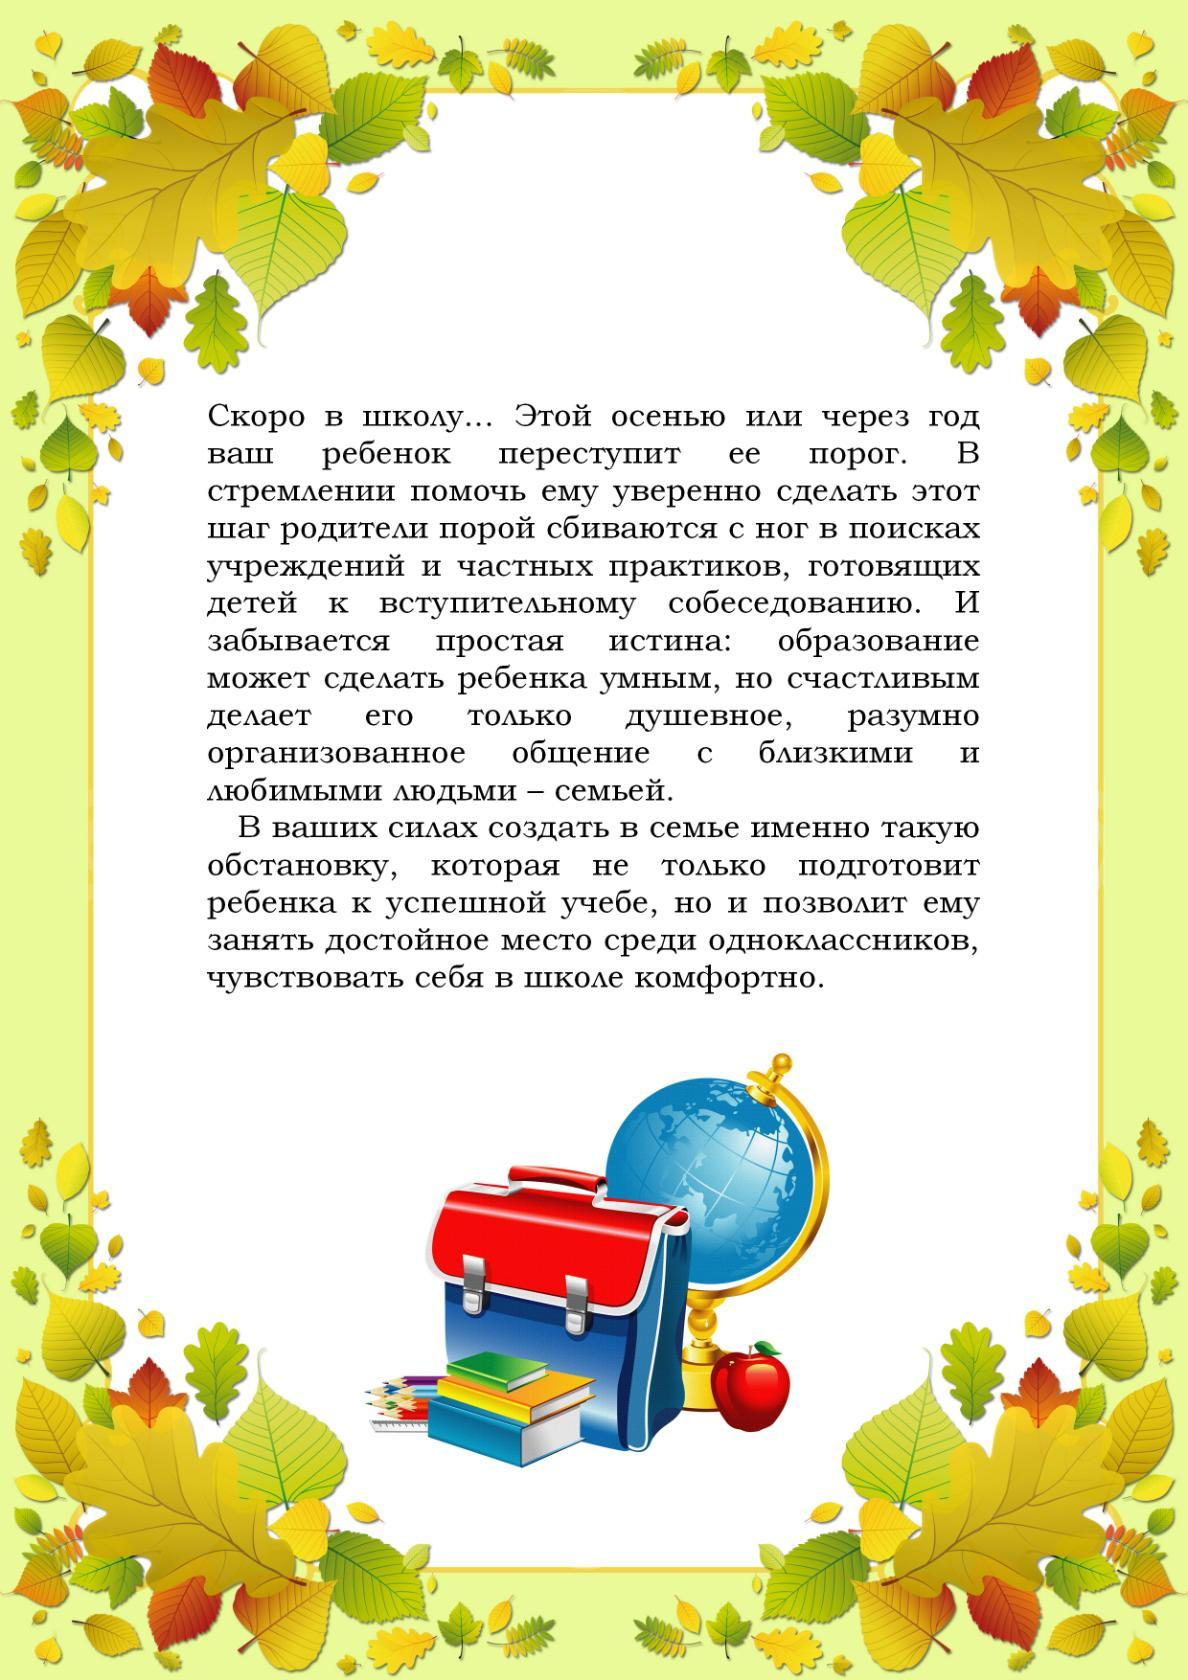 Скоро в школу... Этой осенью или через год
ваш ребенок переступит ее порог. В
стремлении помочь ему уверенно сделать этот
шаг родители порой сбиваются с ног в поисках
учреждений и частных практиков, готовящих
детей к вступительному собеседованию. И
забывается простая истина: образование
может сделать ребенка умным, но счастливым
делает его только душевное, разумно
организованное общение с близкими и
любимыми людьми – семьей.
В ваших силах создать в семье именно такую
обстановку, которая не только подготовит
ребенка к успешной учебе, но и позволит ему
занять достойное место среди одноклассников,
чувствовать себя в школе комфортно.